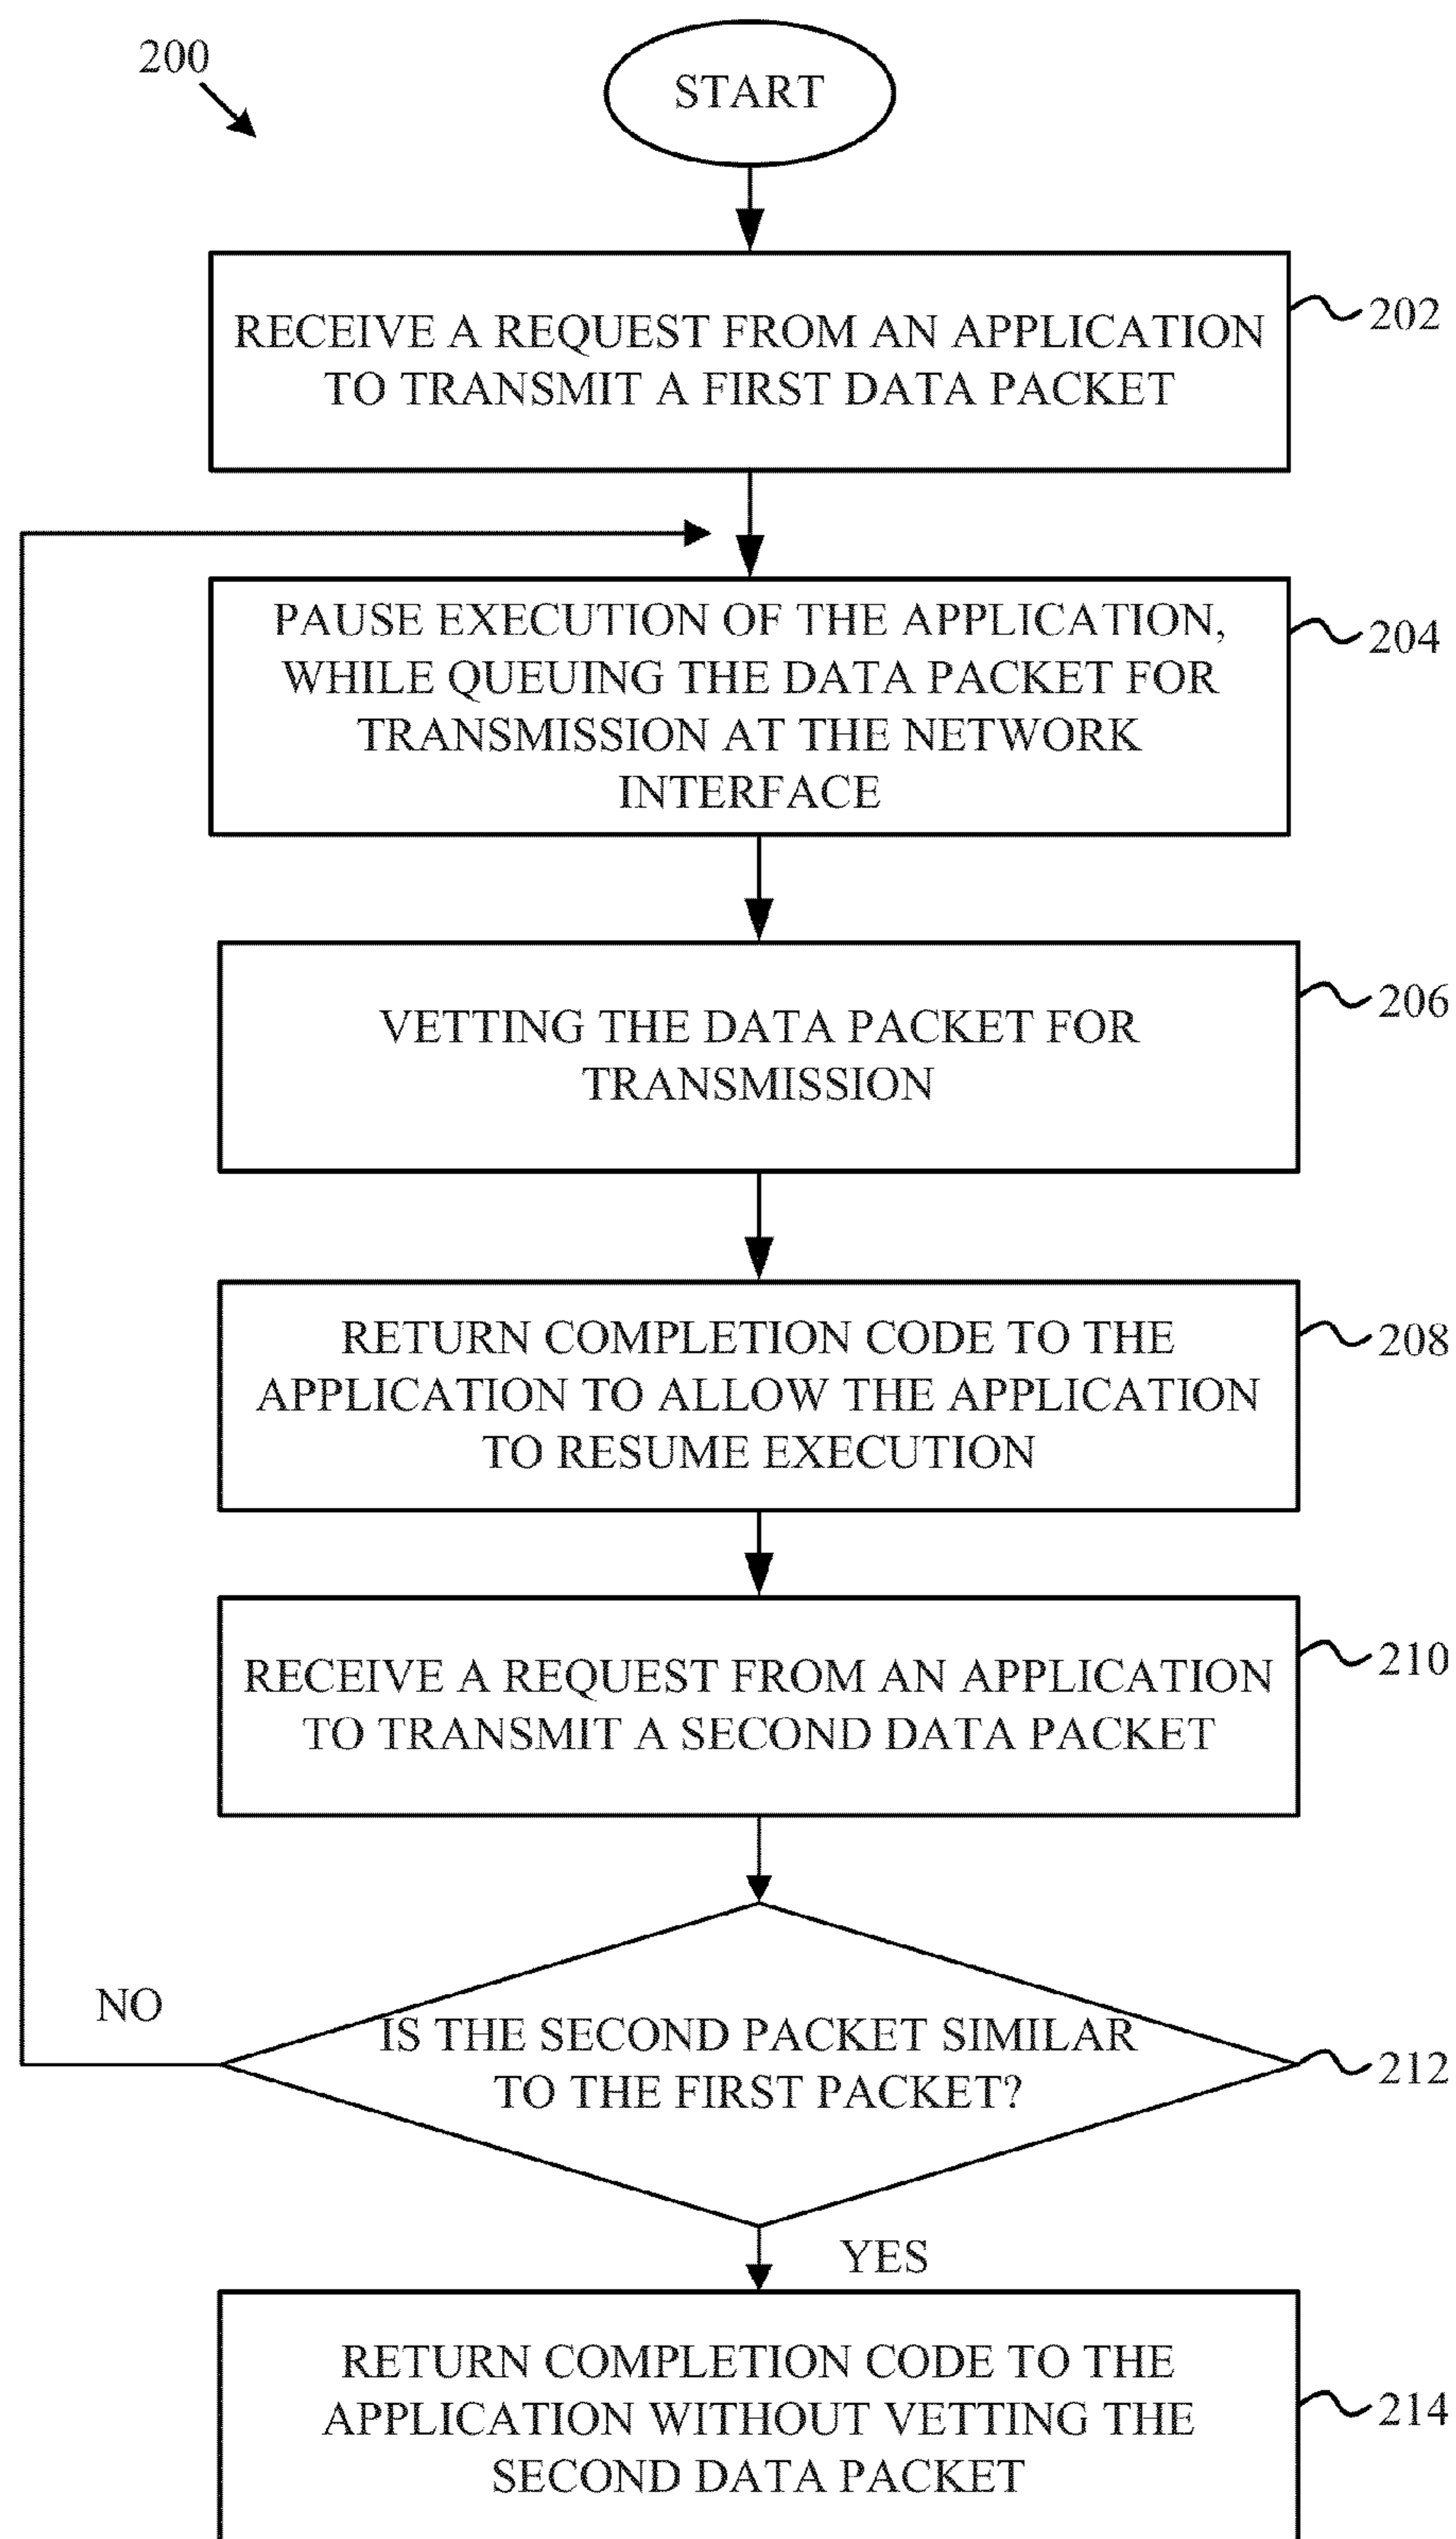 200
START
RECEIVE A REQUEST FROM AN APPLICATION
TO TRANSMIT A FIRST DATA PACKET
202
PAUSE EXECUTION OF THE APPLICATION,
WHILE QUEUING THE DATA PACKET FOR
TRANSMISSION AT THE NETWORK
INTERFACE
204
VETTING THE DATA PACKET FOR
TRANSMISSION
206
RETURN COMPLETION CODE TO THE
APPLICATION TO ALLOW THE APPLICATION
TO RESUME EXECUTION
208
RECEIVE A REQUEST FROM AN APPLICATION
TO TRANSMIT A SECOND DATA PACKET
210
NO
IS THE SECOND PACKET SIMILAR
TO THE FIRST PACKET?
212
YES
RETURN COMPLETION CODE TO THE
APPLICATION WITHOUT VETTING THE
SECOND DATA PACKET
214